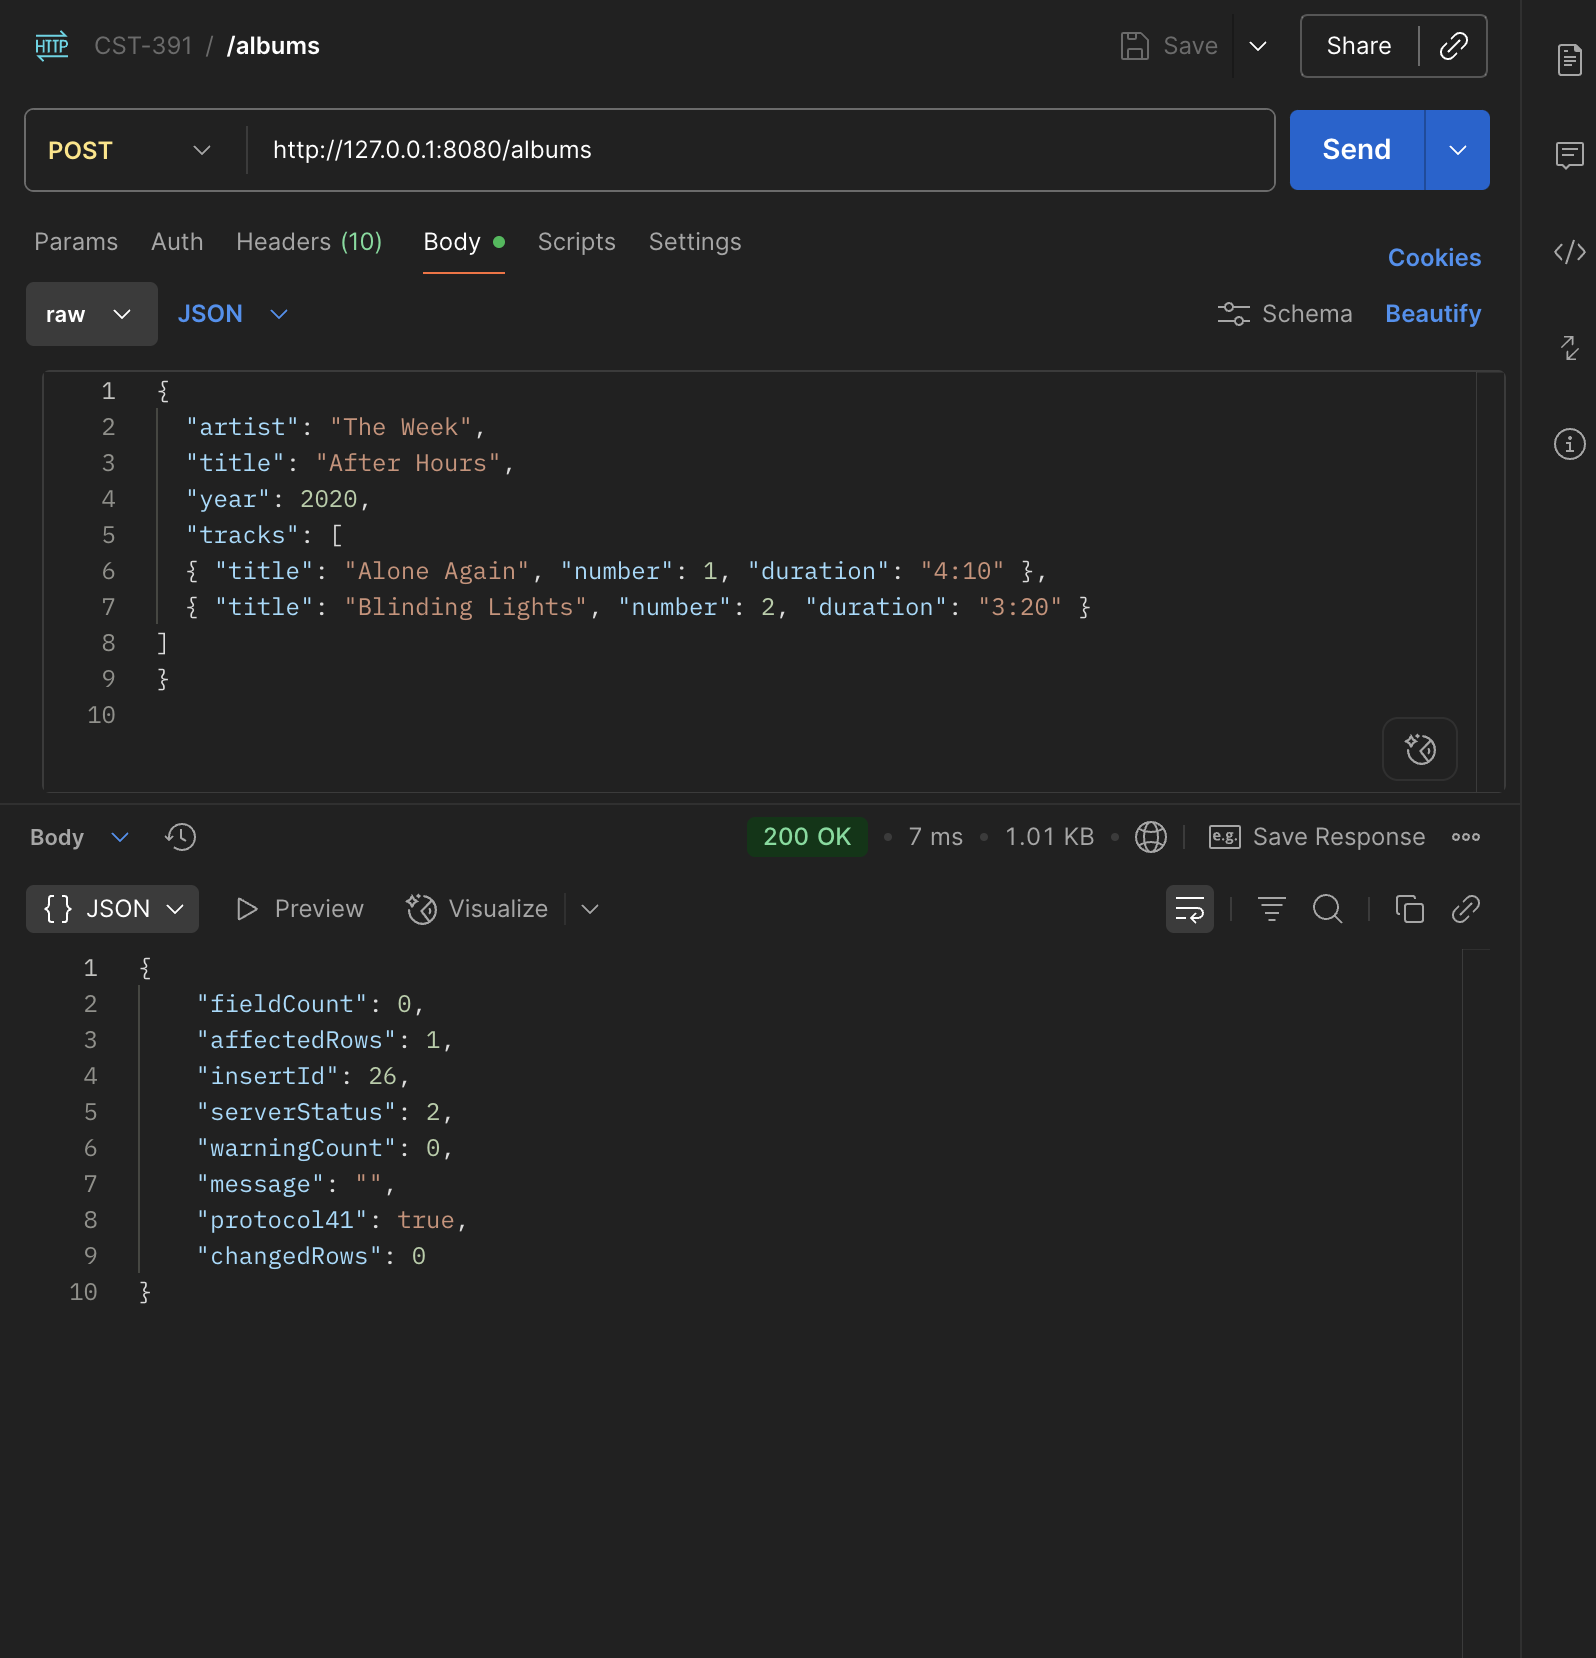 HTTP CST-391 / /albums Save Share
POST http://127.0.0.1:8080/albums Send
Params Auth Headers (10) Body Scripts Settings Cookies
raw JSON Schema Beautify
1 {
2 "artist": "The Week",
3 "title": "After Hours",
4 "year": 2020,
5 "tracks": [
6 { "title": "Alone Again", "number": 1, "duration": "4:10" },
7 { "title": "Blinding Lights", "number": 2, "duration": "3:20" }
8 ]
9 }
10
Body 200 OK • 7 ms • 1.01 KB • e.g. Save Response
{} JSON Preview Visualize
1 {
2 "fieldCount": 0,
3 "affectedRows": 1,
4 "insertId": 26,
5 "serverStatus": 2,
6 "warningCount": 0,
7 "message": "",
8 "protocol41": true,
9 "changedRows": 0
10 }